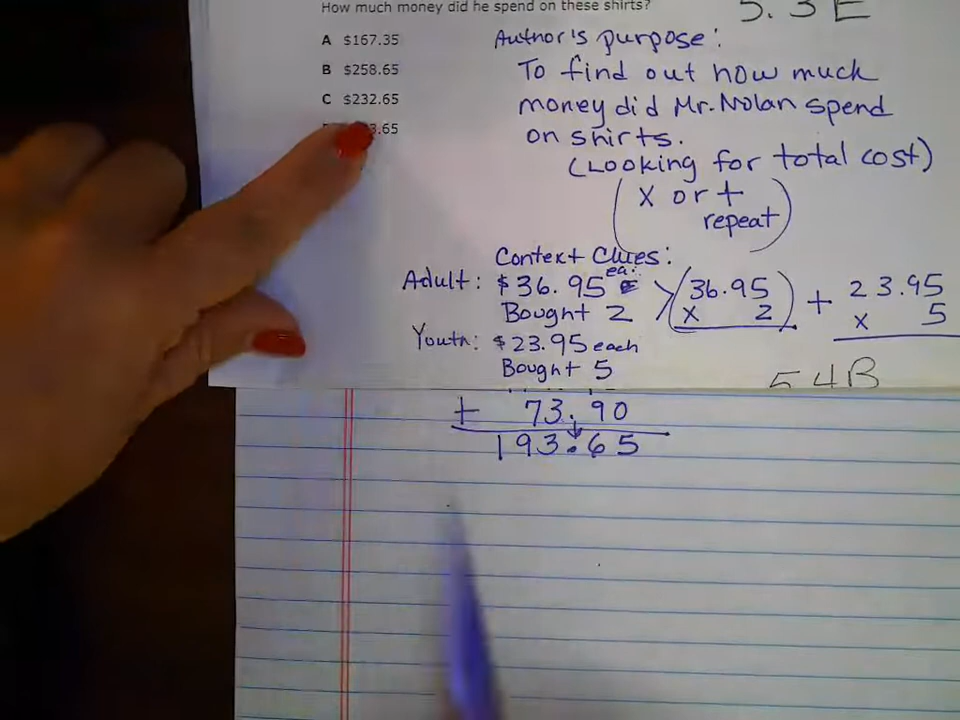 How much money did he spend on these shirts?
5.3E
A $167.35
B $258.65
C $232.65
3.65
Author's purpose:
To find out how much
money did Mr. Nolan spend
on shirts.
(Looking for total cost)
(x or +
repeat)
Context Clues:
Adult: $36.95 ea.
Bought 2
Youth: $23.95 each
Bought 5
(36.95
x 2) +
23.95
x 5
54B
+ 73.90
193.65